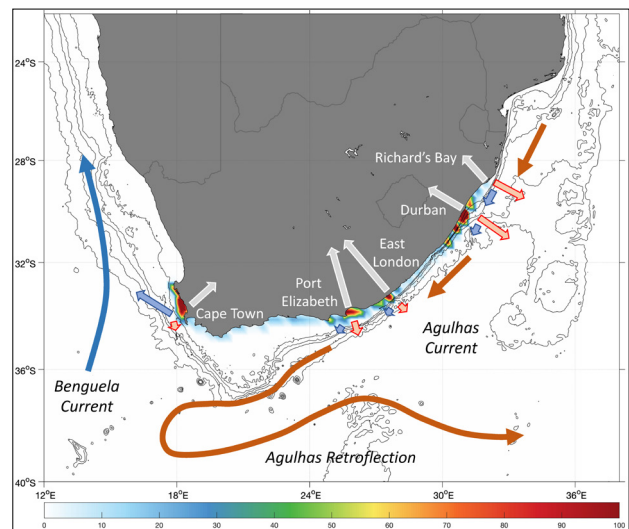 24°S
28°S
Richard's Bay
Durban
East
London
32°S
Port
Elizabeth
Cape Town
Agulhas
Current
Benguela
Current
36°S
Agulhas Retroflection
40°S
12°E
18°E
24°E
30°E
36°E
0
10
20
30
40
50
60
70
80
90
100